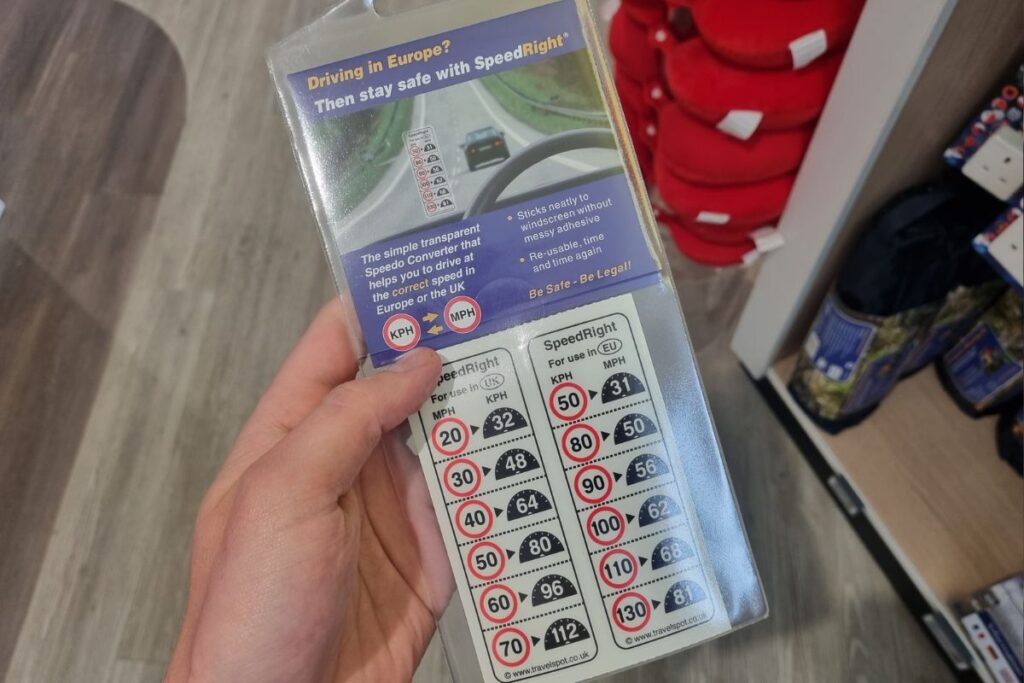 Driving in Europe?
Then stay safe with SpeedRight®
The simple transparent
Speedo Converter that
helps you to drive at
the correct speed in
Europe or the UK
KPH MPH
• Sticks neatly to
windscreen without
messy adhesive
• Re-usable, time
and time again
Be Safe - Be Legal!
peedRight
For use in UK
MPH KPH
20 32
30 48
40 64
50 80
60 96
70 112
© www.travelspot.co.uk
SpeedRight
For use in EU
KPH MPH
50 31
80 50
90 56
100 62
110 68
130 81
© www.travelspot.co.uk